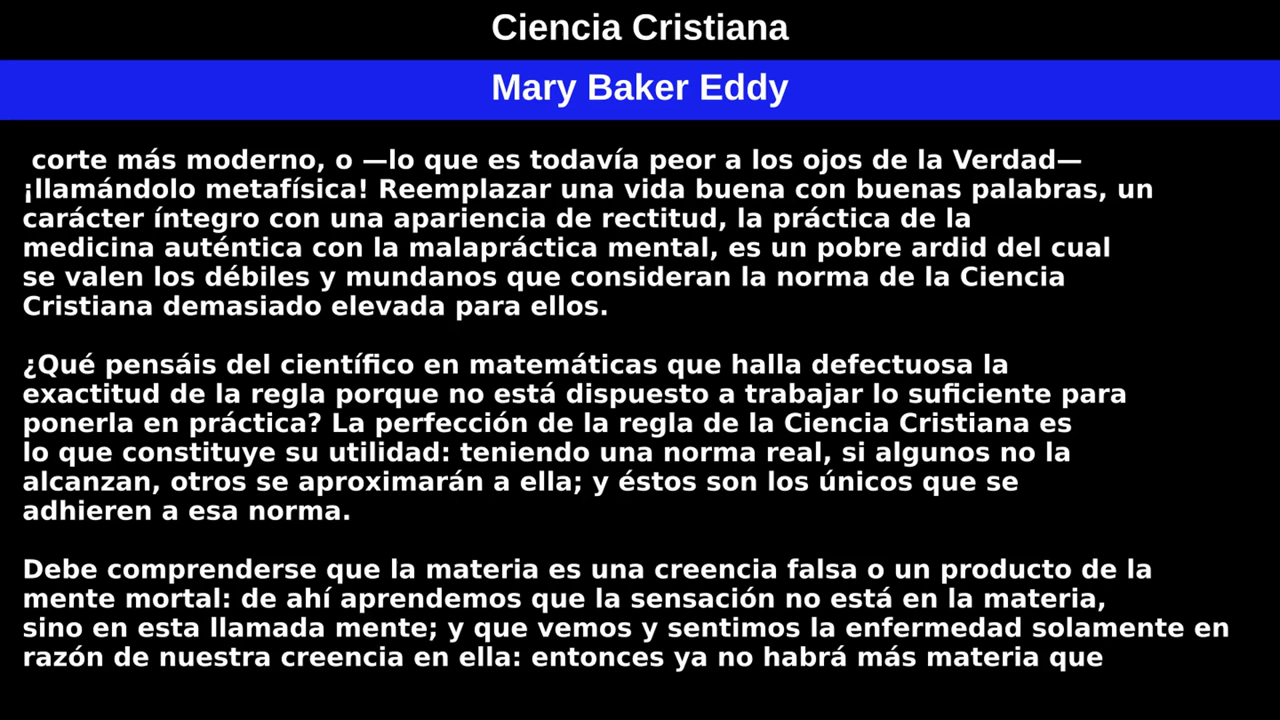 Ciencia Cristiana
Mary Baker Eddy
corte más moderno, o —lo que es todavía peor a los ojos de la Verdad—
¡llamándolo metafísica! Reemplazar una vida buena con buenas palabras, un
carácter íntegro con una apariencia de rectitud, la práctica de la
medicina auténtica con la malapráctica mental, es un pobre ardid del cual
se valen los débiles y mundanos que consideran la norma de la Ciencia
Cristiana demasiado elevada para ellos.
¿Qué pensáis del científico en matemáticas que halla defectuosa la
exactitud de la regla porque no está dispuesto a trabajar lo suficiente para
ponerla en práctica? La perfección de la regla de la Ciencia Cristiana es
lo que constituye su utilidad: teniendo una norma real, si algunos no la
alcanzan, otros se aproximarán a ella; y éstos son los únicos que se
adhieren a esa norma.
Debe comprenderse que la materia es una creencia falsa o un producto de la
mente mortal: de ahí aprendemos que la sensación no está en la materia,
sino en esta llamada mente; y que vemos y sentimos la enfermedad solamente en
razón de nuestra creencia en ella: entonces ya no habrá más materia que